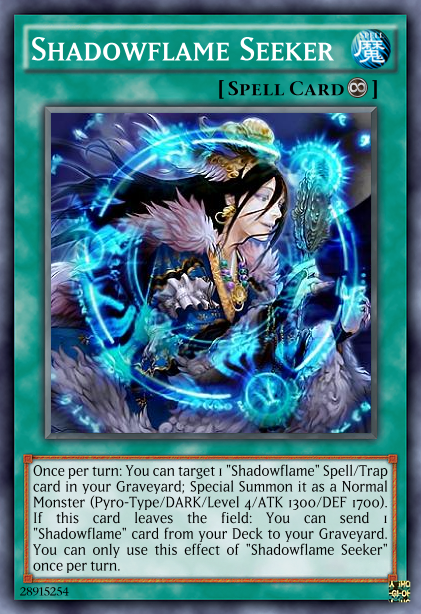 Shadowflame Seeker
SPELL
魔
[Spell Card]
Once per turn: You can target 1 "Shadowflame" Spell/Trap
card in your Graveyard; Special Summon it as a Normal
Monster (Pyro-Type/DARK/Level 4/ATK 1300/DEF 1700).
If this card leaves the field: You can send 1
"Shadowflame" card from your Deck to your Graveyard.
You can only use this effect of "Shadowflame Seeker"
once per turn.
28915254